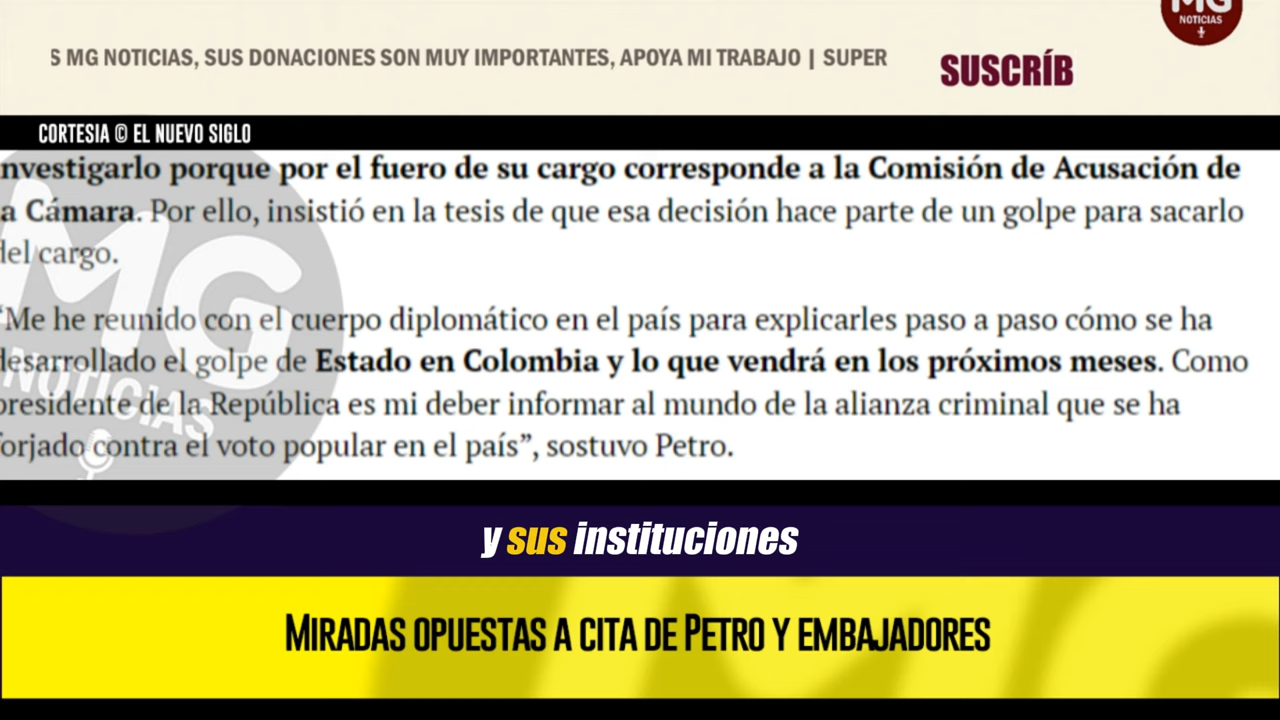 S MG NOTICIAS, SUS DONACIONES SON MUY IMPORTANTES, APOYA MI TRABAJO | SUPER
SUSCRÍB
MG
NOTICIAS
CORTESIA © EL NUEVO SIGLO
nvestigarlo porque por el fuero de su cargo corresponde a la Comisión de Acusación de
a Cámara. Por ello, insistió en la tesis de que esa decisión hace parte de un golpe para sacarlo
del cargo.
“Me he reunido con el cuerpo diplomático en el país para explicarles paso a paso cómo se ha
desarrollado el golpe de Estado en Colombia y lo que vendrá en los próximos meses. Como
presidente de la República es mi deber informar al mundo de la alianza criminal que se ha
forjado contra el voto popular en el país”, sostuvo Petro.
MG
NOTICIAS
y sus instituciones
MIRADAS OPUESTAS A CITA DE PETRO Y EMBAJADORES